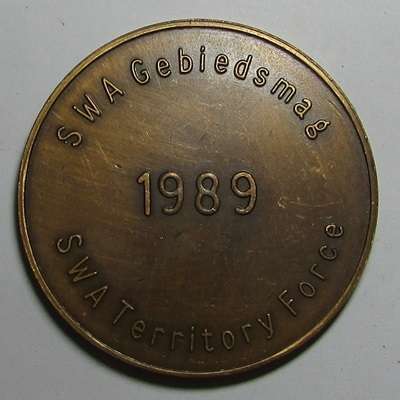 SWA Gebiedsmag
1989
SWA Territory Force